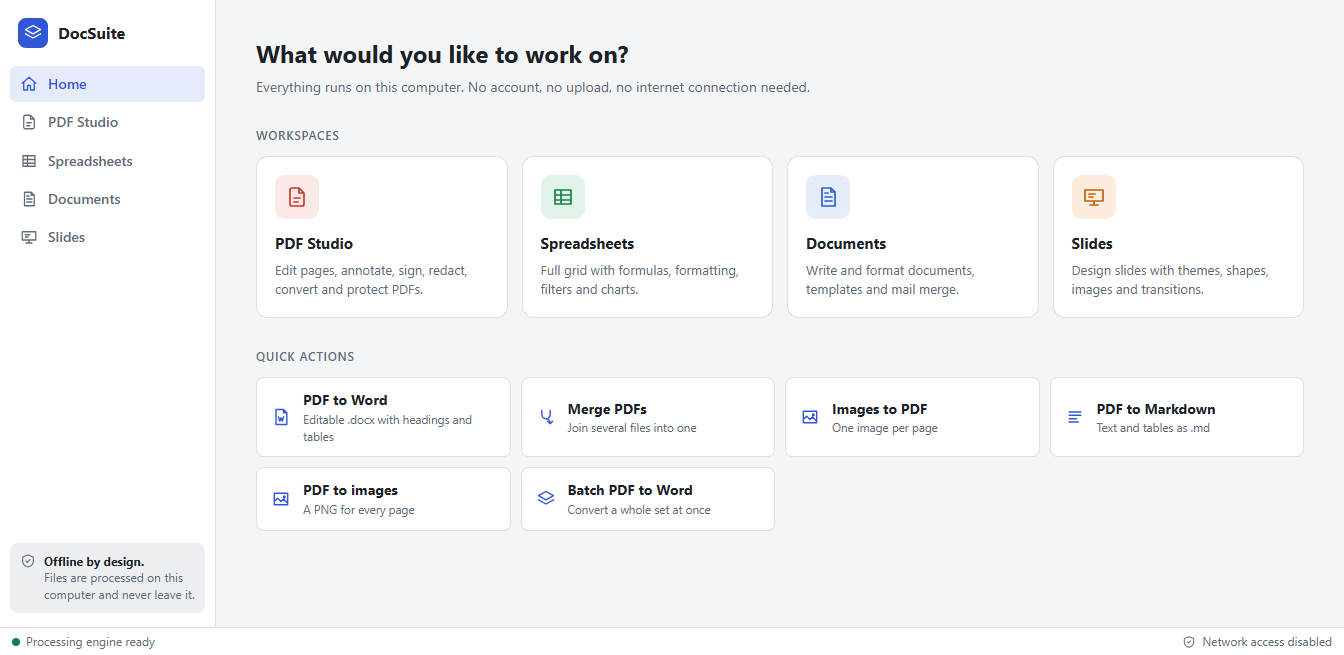 DocSuite
Home
PDF Studio
Spreadsheets
Documents
Slides
Offline by design.
Files are processed on this
computer and never leave it.
What would you like to work on?
Everything runs on this computer. No account, no upload, no internet connection needed.
WORKSPACES
PDF Studio
Edit pages, annotate, sign, redact,
convert and protect PDFs.
Spreadsheets
Full grid with formulas, formatting,
filters and charts.
Documents
Write and format documents,
templates and mail merge.
Slides
Design slides with themes, shapes,
images and transitions.
QUICK ACTIONS
PDF to Word
Editable .docx with headings and
tables
Merge PDFs
Join several files into one
Images to PDF
One image per page
PDF to Markdown
Text and tables as .md
PDF to images
A PNG for every page
Batch PDF to Word
Convert a whole set at once
Processing engine ready
Network access disabled